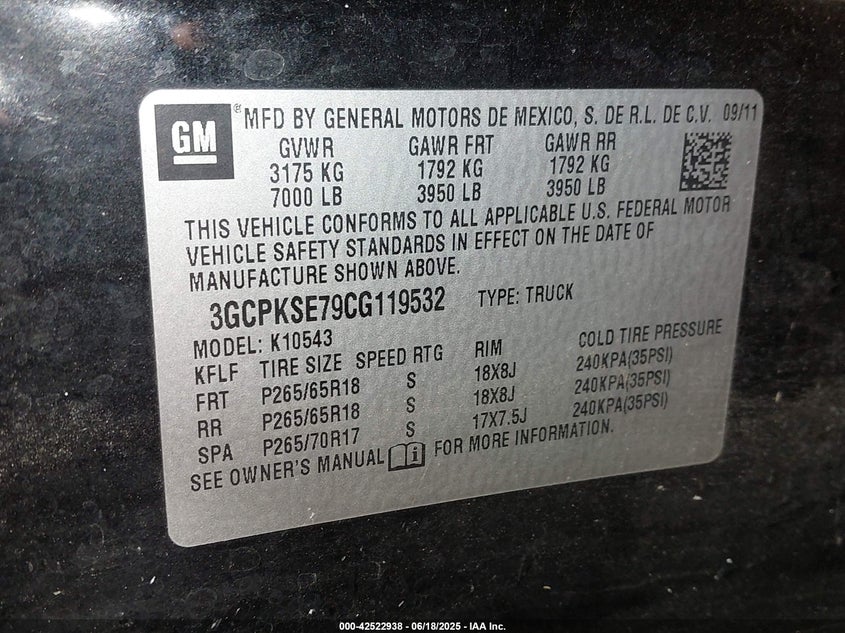 GM ® MFD BY GENERAL MOTORS DE MEXICO, S. DE R.L. DE C.V. 09/11
GVWR GAWR FRT GAWR RR
3175 KG 1792 KG 1792 KG
7000 LB 3950 LB 3950 LB
THIS VEHICLE CONFORMS TO ALL APPLICABLE U.S. FEDERAL MOTOR
VEHICLE SAFETY STANDARDS IN EFFECT ON THE DATE OF
MANUFACTURE SHOWN ABOVE.
3GCPKSE79CG119532 TYPE: TRUCK
MODEL: K10543
KFLF TIRE SIZE SPEED RTG RIM COLD TIRE PRESSURE
FRT P265/65R18 S 18X8J 240KPA(35PSI)
RR P265/65R18 S 18X8J 240KPA(35PSI)
SPA P265/70R17 S 17X7.5J 240KPA(35PSI)
SEE OWNER'S MANUAL i FOR MORE INFORMATION.
000-42522938 - 06/18/2025 - IAA Inc.